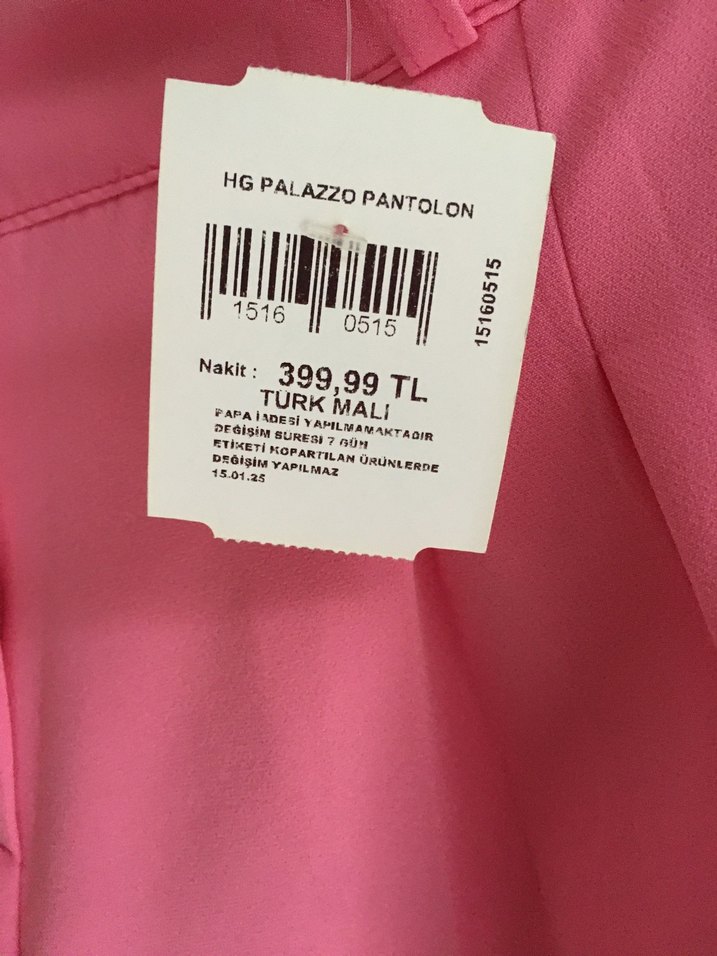 HG PALAZZO PANTOLON
1516 0515
15160515
Nakit : 399,99 TL
TÜRK MALI
PARA İADESİ YAPILMAMAKTADIR
DEĞİŞİM SÜRESİ 7 GÜN
ETİKETİ KOPARTILAN ÜRÜNLERDE
DEĞİŞİM YAPILMAZ
15.01.25